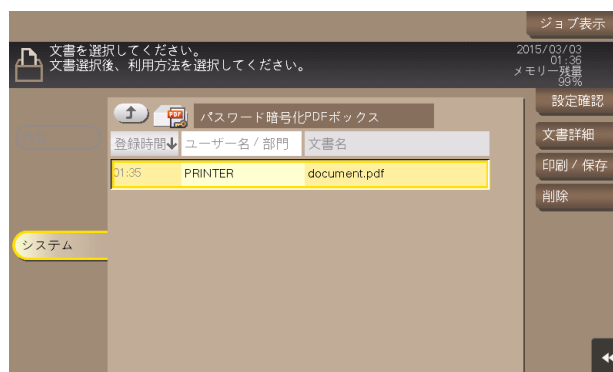 ジョブ表示
文書を選択してください。
文書選択後、利用方法を選択してください。
2015/03/03
01:36
メモリー残量
99%
設定確認
パスワード暗号化PDFボックス
文書詳細
登録時間 ユーザー名/部門 文書名
印刷/保存
01:35 PRINTER document.pdf
削除
システム